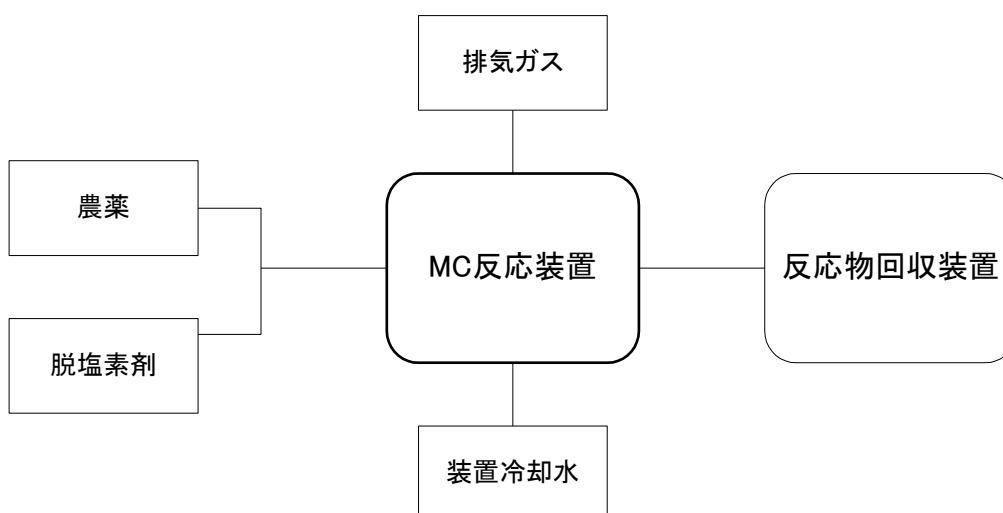 排気ガス
農薬
MC反応装置
反応物回収装置
脱塩素剤
装置冷却水